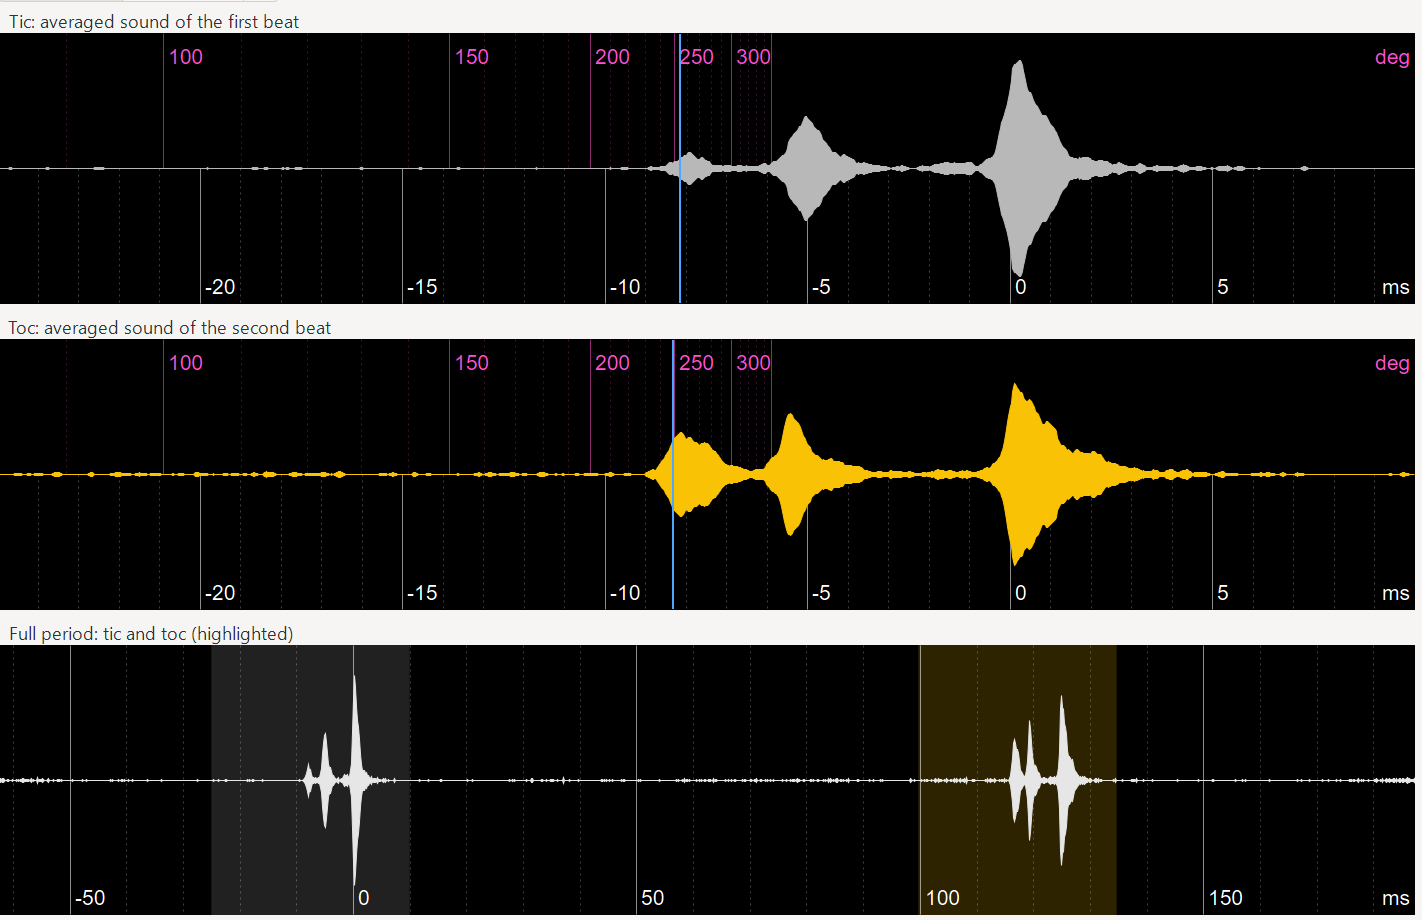 Tic: averaged sound of the first beat
100 150 200 250 300 deg
-20 -15 -10 -5 0 5 ms
Toc: averaged sound of the second beat
100 150 200 250 300 deg
-20 -15 -10 -5 0 5 ms
Full period: tic and toc (highlighted)
-50 0 50 100 150 ms